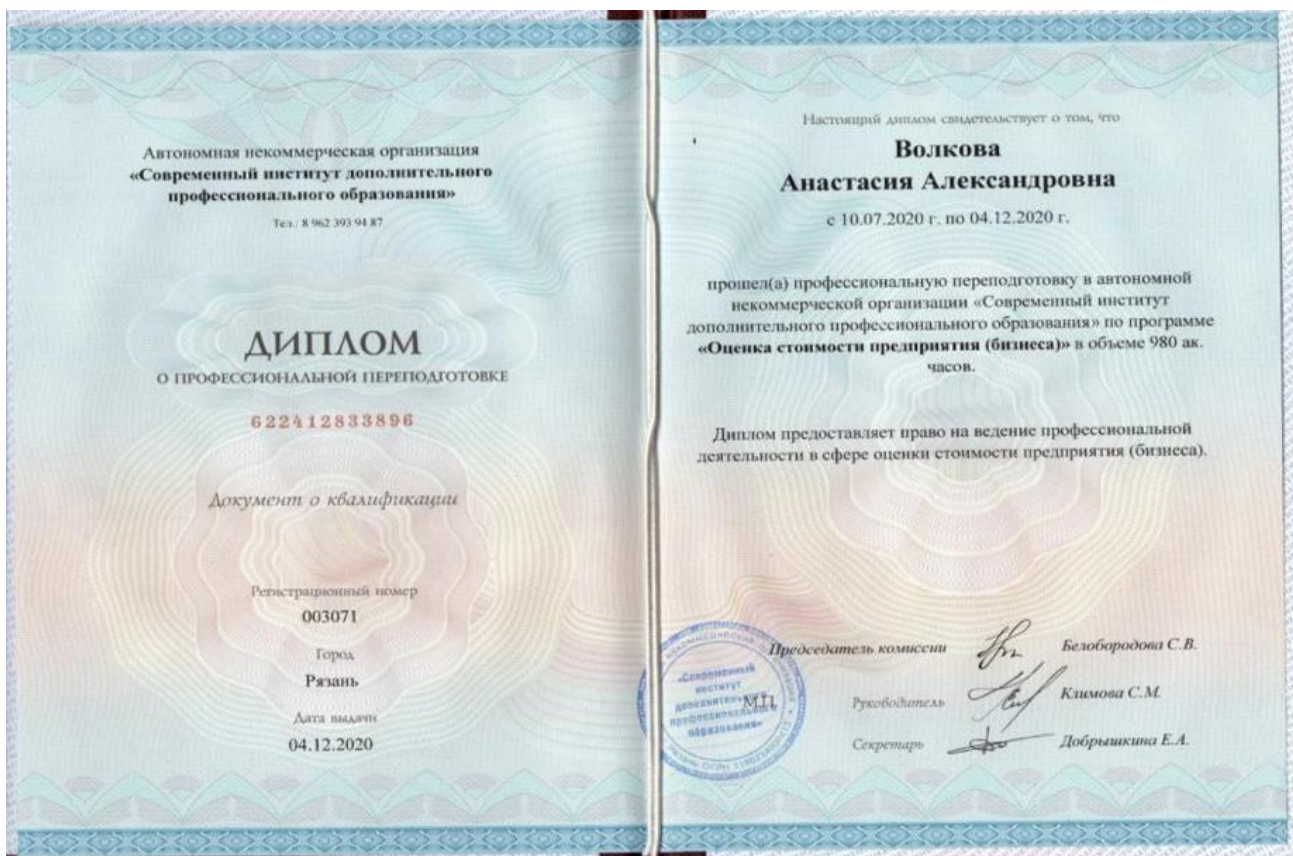 Автономная некоммерческая организация
«Современный институт дополнительного
профессионального образования»
Тел.: 8 962 393 94 87
ДИПЛОМ
О ПРОФЕССИОНАЛЬНОЙ ПЕРЕПОДГОТОВКЕ
622412833896
Документ о квалификации
Регистрационный номер
003071
Город
Рязань
Дата выдачи
04.12.2020
Настоящий диплом свидетельствует о том, что
Волкова
Анастасия Александровна
с 10.07.2020 г. по 04.12.2020 г.
прошел(а) профессиональную переподготовку в автономной
некоммерческой организации «Современный институт
дополнительного профессионального образования» по программе
«Оценка стоимости предприятия (бизнеса)» в объеме 980 ак.
часов.
Диплом предоставляет право на ведение профессиональной
деятельности в сфере оценки стоимости предприятия (бизнеса).
Председатель комиссии Белобородова С.В.
М.П.
Руководитель Климова С.М.
Секретарь Добрышкина Е.А.
«Современный
институт
дополнительного
профессионального
образования»